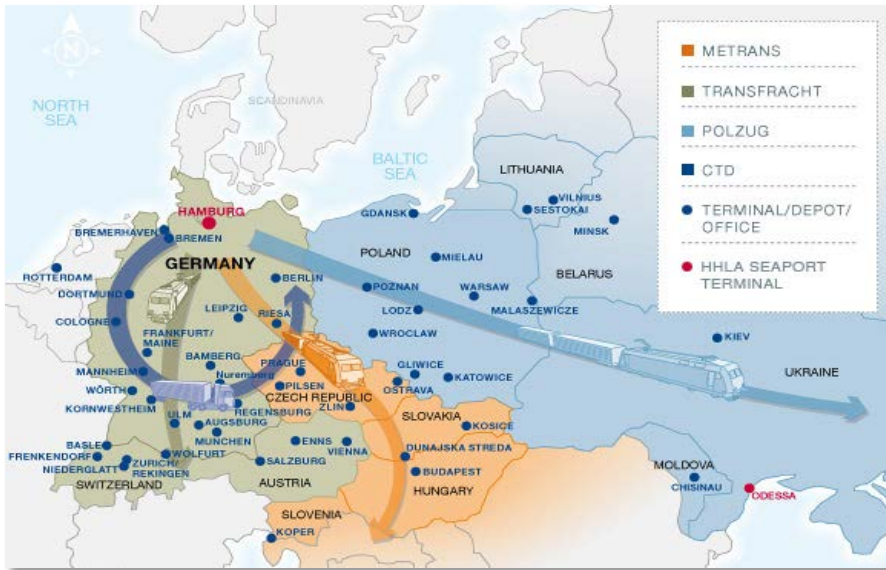 N
NORTH
SEA
SCANDINAVIA
BALTIC
SEA
METRANS
TRANSFRACHT
POLZUG
CTD
TERMINAL/DEPOT/
OFFICE
HHLA SEAPORT
TERMINAL
LITHUANIA
VILNIUS
SESTOKAI
MINSK
BELARUS
HAMBURG
BREMERHAVEN
BREMEN
GERMANY
ROTTERDAM
DORTMUND
COLOGNE
BERLIN
LEIPZIG
RIESA
FRANKFURT/
MAINE
BAMBERG
Nuremburg
MANNHEIM
WÖRTH
KORNWESTHEIM
ULM
AUGSBURG
MUNCHEN
REGENSBURG
GDANSK
POLAND
MIELAU
POZNAN
WARSAW
LODZ
MALASZEWICZE
WROCLAW
GLIWICE
KATOWICE
OSTRAVA
KIEV
UKRAINE
PRAGUE
PILSEN
CZECH REPUBLIC
ZLIN
SLOVAKIA
KOSICE
DUNAJSKA STREDA
BUDAPEST
HUNGARY
BASLE
FRENKENDORF
NIEDERGLATT
ZURICH/
REKINGEN
WOLFURT
SWITZERLAND
ENNS
VIENNA
SALZBURG
AUSTRIA
SLOVENIA
KOPER
MOLDOVA
CHISINAU
ODESSA